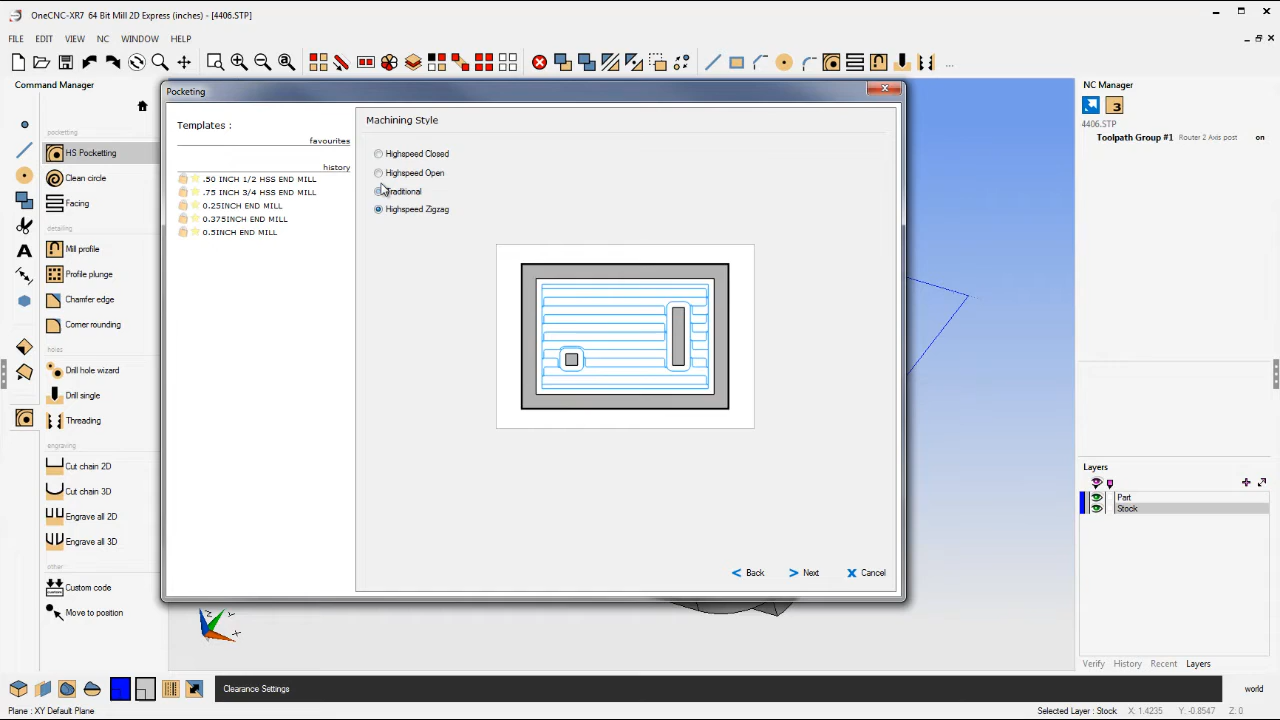 OneCNC-XR7 64 Bit Mill 2D Express (inches) - [4406.STP]
FILE EDIT VIEW NC WINDOW HELP
Command Manager
pocketting
HS Pocketting
Clean circle
Facing
detailing
Mill profile
Profile plunge
Chamfer edge
Corner rounding
holes
Drill hole wizard
Drill single
Threading
engraving
Cut chain 2D
Cut chain 3D
Engrave all 2D
Engrave all 3D
other
Custom code
Move to position
Pocketing
Templates :
favourites
history
.50 INCH 1/2 HSS END MILL
.75 INCH 3/4 HSS END MILL
0.25INCH END MILL
0.375INCH END MILL
0.5INCH END MILL
Machining Style
Highspeed Closed
Highspeed Open
Traditional
Highspeed Zigzag
Back Next Cancel
NC Manager
3
4406.STP
Toolpath Group #1 Router 2 Axis post on
Layers
Part
Stock
Verify History Recent Layers
Z Y
Clearance Settings
world
Plane : XY Default Plane
Selected Layer : Stock X, 1.4235 Y: -0.8547 Z: 0